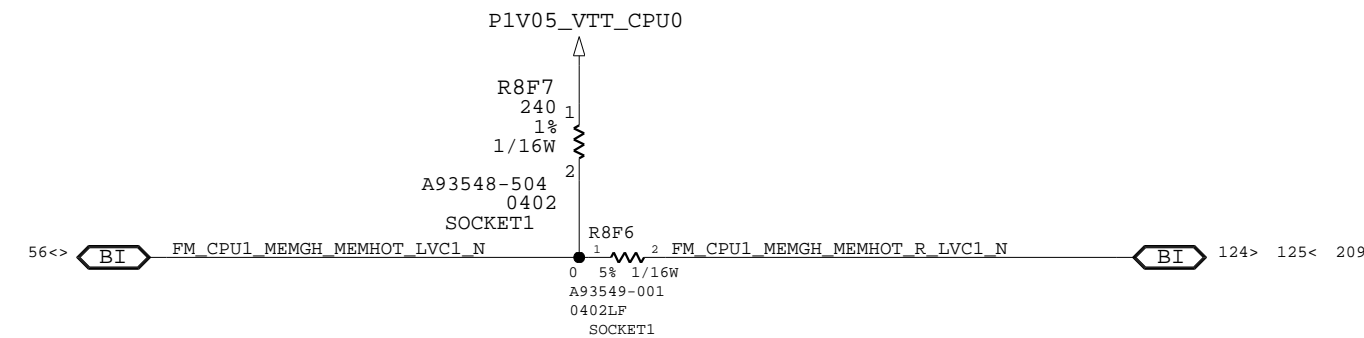 P1V05_VTT_CPU0
R8F7
240
1
1%
1/16W
2
A93548-504
0402
SOCKET1
R8F6
56<> BI FM_CPU1_MEMGH_MEMHOT_LVC1_N 1 2 FM_CPU1_MEMGH_MEMHOT_R_LVC1_N BI 124> 125< 209
0 5% 1/16W
A93549-001
0402LF
SOCKET1